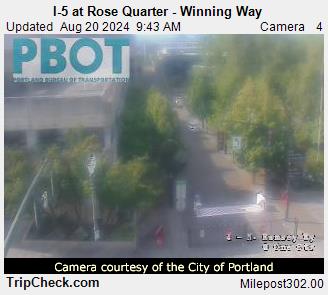 I-5 at Rose Quarter - Winning Way
Updated Aug 20 2024 9:43 AM Camera 4
PBOT
PORTLAND BUREAU OF TRANSPORTATION
Camera courtesy of the City of Portland
TripCheck.com Milepost302.00